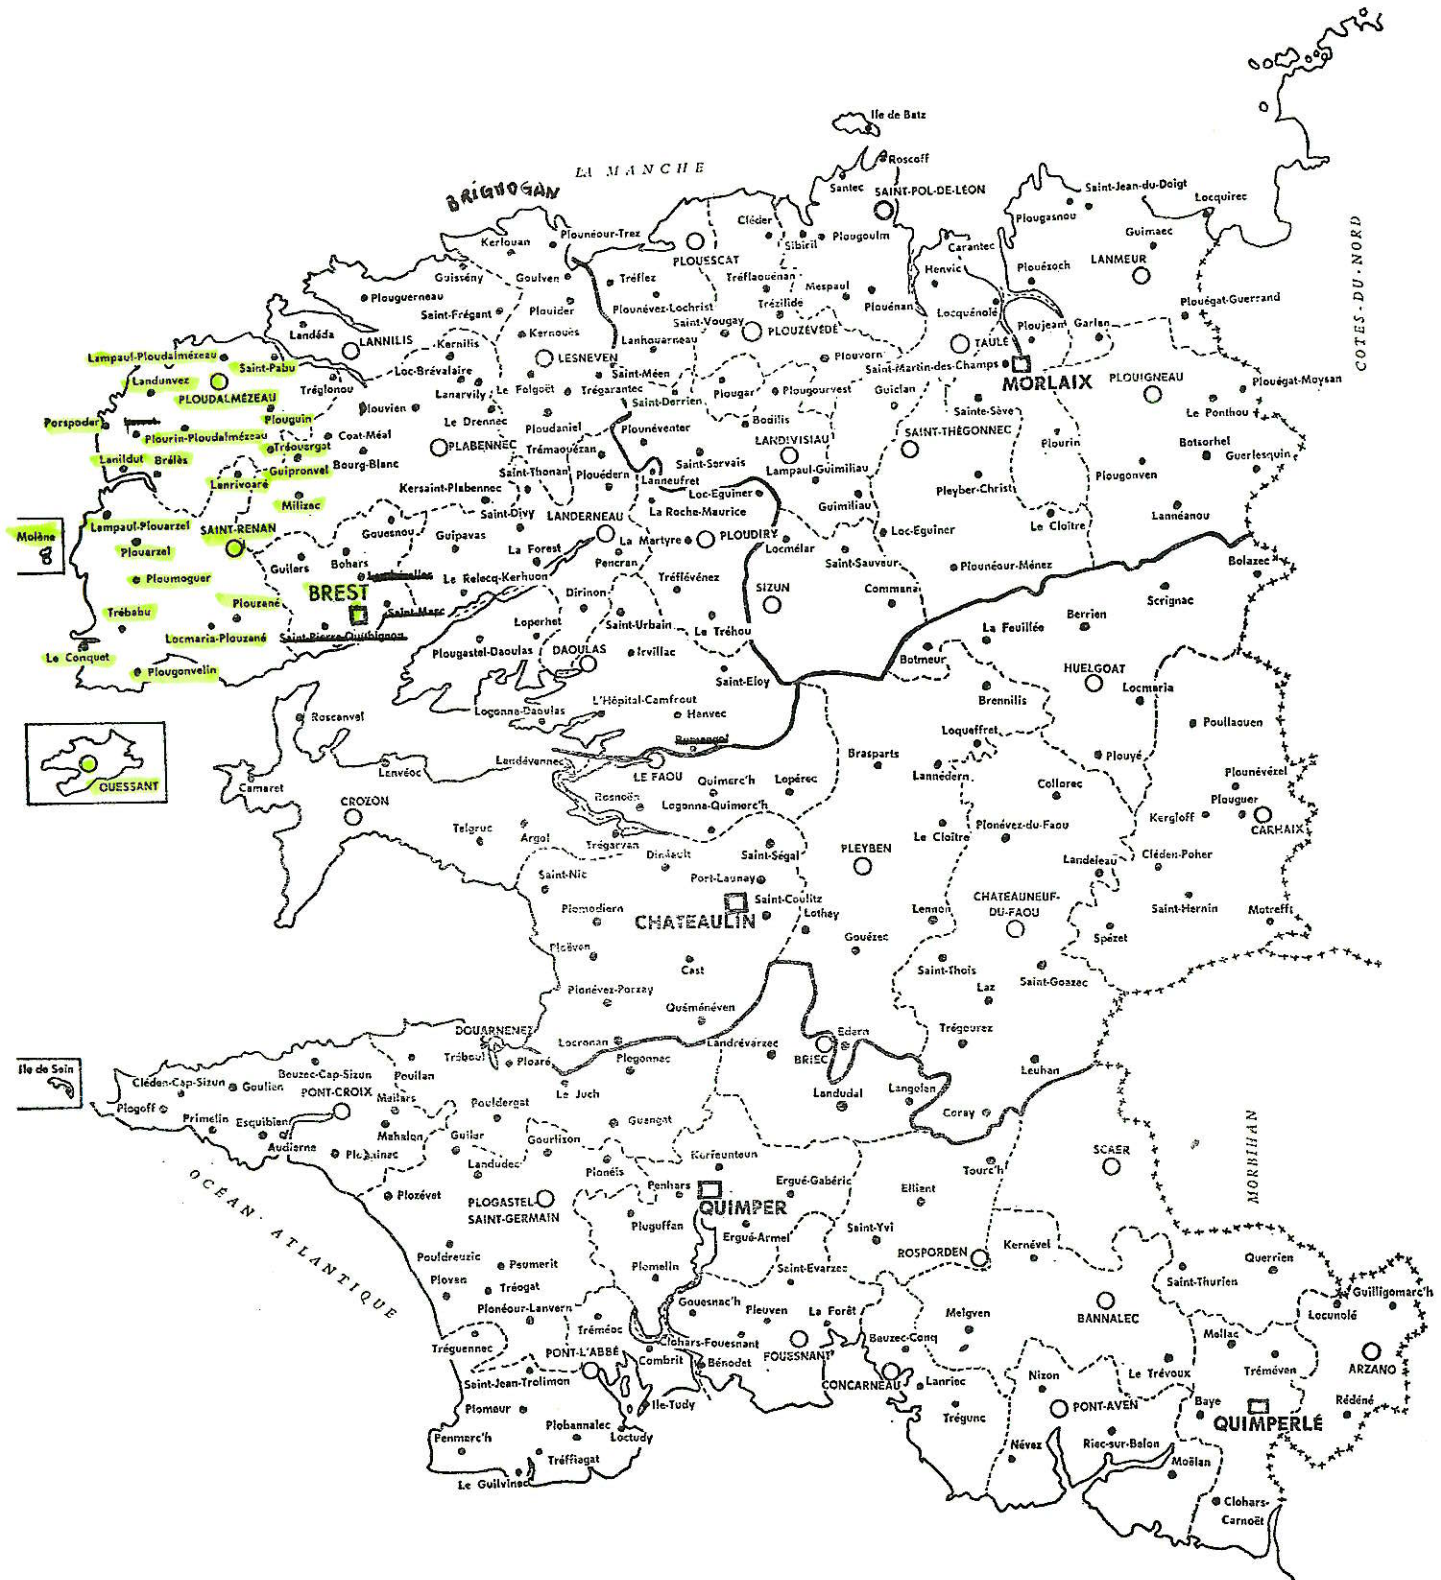 Ile de Batz
LA MANCHE
Roscoff
BRIGNOGAN
Santec
SAINT-POL-DE-LÉON
Saint-Jean-du-Doigt
Locquirec
Plougasnou
Cléder
Plounéour-Trez
Kerlouan
Sibiril
Plougoulm
Guimaec
Carantec
PLOUESCAT
LANMEUR
COTES-DU-NORD
Guissény
Goulven
Tréflez
Tréflaouénan
Henvic
Plouézoch
Mespaul
Plouguerneau
Plouider
Plounévez-Lochrist
Trézilidé
Plouénan
Plouégat-Guerrand
Saint-Frégant
Locquénolé
Landéda
LANNILIS
Kernouès
Saint-Vougay
PLOUZÉVÉDÉ
Ploujean
Garlan
Kernilis
Lanhouarneau
TAULÉ
Lampaul-Ploudalmézeau
Saint-Pabu
LESNEVEN
Plouvorn
Saint-Martin-des-Champs
Loc-Brévalaire
Saint-Méen
MORLAIX
PLOUIGNEAU
Plouégat-Moysan
Landunvez
Tréglonou
Le Folgoët
Trégarantec
Plougar
Plougourvest
Guiclan
PLOUDALMÉZEAU
Lanarvily
Saint-Derrien
Sainte-Sève
Le Ponthou
Plouvien
Porspoder
Plouguin
Le Drennec
Bodilis
SAINT-THÉGONNEC
Plourin-Ploudalmézeau
Coat-Méal
Ploudaniel
Plounéventer
LANDIVISIAU
Plourin
Botsorhel
PLABENNEC
Tréouergat
Trémaouézan
Saint-Servais
Guerlesquin
Lanildut
Brélès
Guipronvel
Bourg-Blanc
Saint-Thonan
Plouédern
Lanneufret
Lampaul-Guimiliau
Plougonven
Lanrivoaré
Kersaint-Plabennec
Loc-Eguiner
Pleyber-Christ
Milizac
Saint-Divy
LANDERNEAU
La Roche-Maurice
Guimiliau
Lannéanou
Lampaul-Plouarzel
SAINT-RENAN
Gouesnou
Guipavas
Loc-Eguiner
Le Cloître
Molène
Plouarzel
Bohars
La Forest
La Martyre
PLOUDIRY
Locmélar
Guilers
Pencran
Saint-Sauveur
Bolazec
Ploumoguer
Lambézellec
Le Relecq-Kerhuon
Tréflévénez
Plounéour-Ménez
BREST
Dirinon
SIZUN
Commana
Scrignac
Plouzané
Saint-Marc
Trébabu
Loperhet
Saint-Urbain
Berrien
Locmaria-Plouzané
Saint-Pierre-Quilbignon
Le Tréhou
La Feuillée
Le Conquet
Plougastel-Daoulas
DAOULAS
Irvillac
Botmeur
Plougonvelin
Saint-Eloy
HUELGOAT
Locmaria
L'Hôpital-Camfrout
Brennilis
Logonna-Daoulas
Hanvec
Roscanvel
Poullaouen
Rumengol
Loqueffret
Brasparts
Plouyé
Lanvéoc
Landévennec
LE FAOU
Lannédern
Plounévézel
OUESSANT
Camaret
Quimerc'h
Lopérec
Collorec
CROZON
Rosnoën
Logonna-Quimerc'h
Plouguer
Kergloff
CARHAIX
Telgruc
Argol
Trégarvan
Le Cloître
Plonévez-du-Faou
Dinéault
Saint-Ségal
PLEYBEN
Landeleau
Cléden-Poher
Saint-Nic
Port-Launay
Saint-Coulitz
CHATEAUNEUF-
DU-FAOU
Plomodiern
CHATEAULIN
Lothey
Lennon
Saint-Hernin
Motreff
Gouézec
Spézet
Ploéven
Cast
Saint-Thois
Saint-Goazec
Plonévez-Porzay
Laz
Quéménéven
DOUARNENEZ
Trégourez
Locronan
Edern
Tréboul
Ploaré
Plogonnec
Landrévarzec
BRIEC
Leuhan
Ile de Sein
Beuzec-Cap-Sizun
Pouilan
Cléden-Cap-Sizun
Goulien
PONT-CROIX
Le Juch
Langolen
Meilars
Landudal
Plogoff
Pouldergat
Coray
Primelin
Esquibien
Guengat
Mahalon
Guiler
Gourlizon
Audierne
MORBIHAN
SCAER
Plouhinec
Landudec
Plonéis
Kerfeunteun
Tourc'h
OCÉAN ATLANTIQUE
Plozévet
PLOGASTEL-
SAINT-GERMAIN
Penhars
QUIMPER
Ergué-Gabéric
Elliant
Pluguffan
Ergué-Armel
Saint-Yvi
ROSPORDEN
Kernével
Pouldreuzic
Peumerit
Querrien
Plovan
Plomelin
Saint-Evarzec
Saint-Thurien
Tréogat
Guilligomarc'h
Plonéour-Lanvern
Gouesnac'h
Pleuven
La Forêt
BANNALEC
Locunolé
Tréméoc
Melgven
Tréguennec
Clohars-Fouesnant
Beuzec-Conq
Mellac
PONT-L'ABBÉ
Combrit
Bénodet
FOUESNANT
Tréméven
ARZANO
Saint-Jean-Trolimon
CONCARNEAU
Lanriec
Nizon
Le Trévoux
Plomeur
Ile-Tudy
Trégunc
PONT-AVEN
Baye
QUIMPERLÉ
Rédéné
Plobannalec
Penmarc'h
Loctudy
Névez
Riec-sur-Belon
Tréffiagat
Moëlan
Le Guilvinec
Clohars-
Carnoët